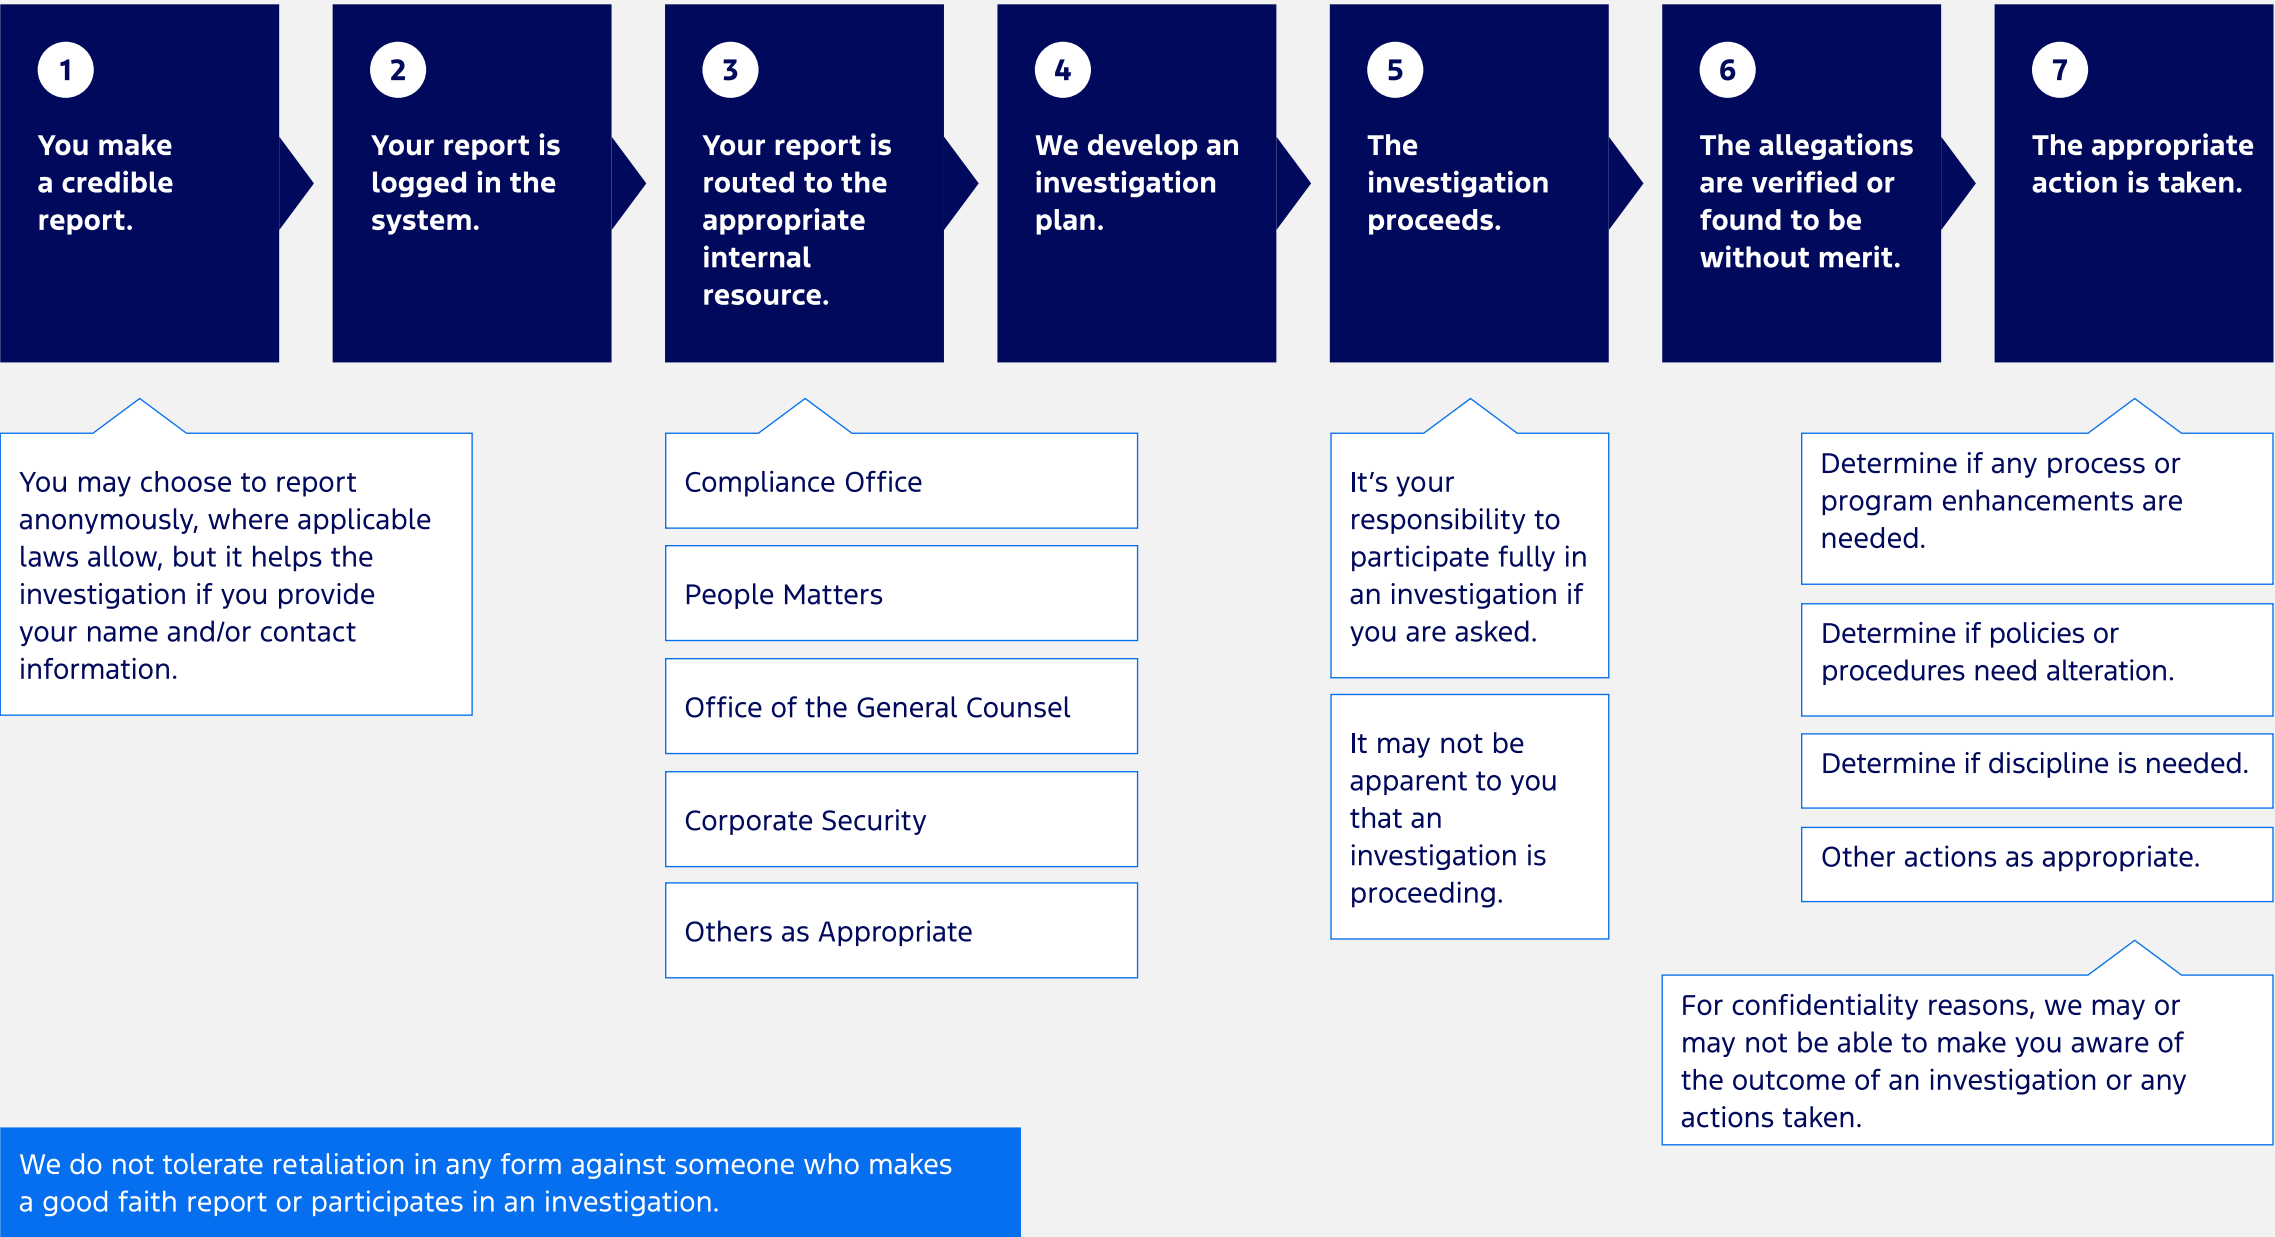 1
You make
a credible
report.
2
Your report is
logged in the
system.
3
Your report is
routed to the
appropriate
internal
resource.
4
We develop an
investigation
plan.
5
The
investigation
proceeds.
6
The allegations
are verified or
found to be
without merit.
7
The appropriate
action is taken.
You may choose to report
anonymously, where applicable
laws allow, but it helps the
investigation if you provide
your name and/or contact
information.
Compliance Office
People Matters
Office of the General Counsel
Corporate Security
Others as Appropriate
It’s your
responsibility to
participate fully in
an investigation if
you are asked.
It may not be
apparent to you
that an
investigation is
proceeding.
Determine if any process or
program enhancements are
needed.
Determine if policies or
procedures need alteration.
Determine if discipline is needed.
Other actions as appropriate.
For confidentiality reasons, we may or
may not be able to make you aware of
the outcome of an investigation or any
actions taken.
We do not tolerate retaliation in any form against someone who makes
a good faith report or participates in an investigation.